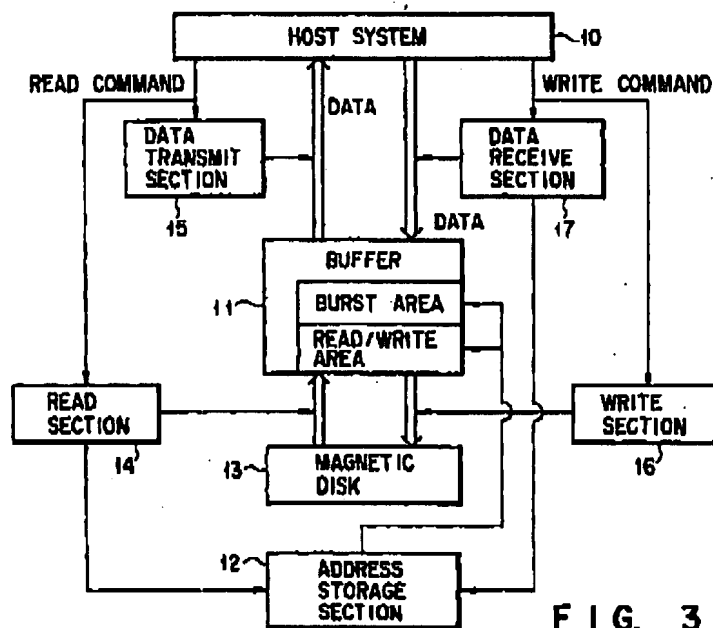 HOST SYSTEM
10
READ COMMAND
WRITE COMMAND
DATA
DATA
TRANSMIT
SECTION
15
DATA
RECEIVE
SECTION
17
DATA
BUFFER
11
BURST AREA
READ/WRITE
AREA
READ
SECTION
14
WRITE
SECTION
16
13
MAGNETIC
DISK
12
ADDRESS
STORAGE
SECTION
FIG. 3